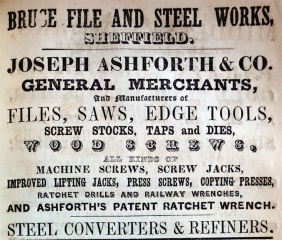 BRUCE FILE AND STEEL WORKS,
SHEFFIELD.
JOSEPH ASHFORTH & CO.
GENERAL MERCHANTS,
And Manufacturers of
FILES, SAWS, EDGE TOOLS,
SCREW STOCKS, TAPS and DIES,
WOOD SCREWS,
ALL KINDS OF
MACHINE SCREWS, SCREW JACKS,
IMPROVED LIFTING JACKS, PRESS SCREWS, COPYING PRESSES,
RATCHET DRILLS AND RAILWAY WRENCHES,
AND ASHFORTH'S PATENT RATCHET WRENCH.
STEEL CONVERTERS & REFINERS.